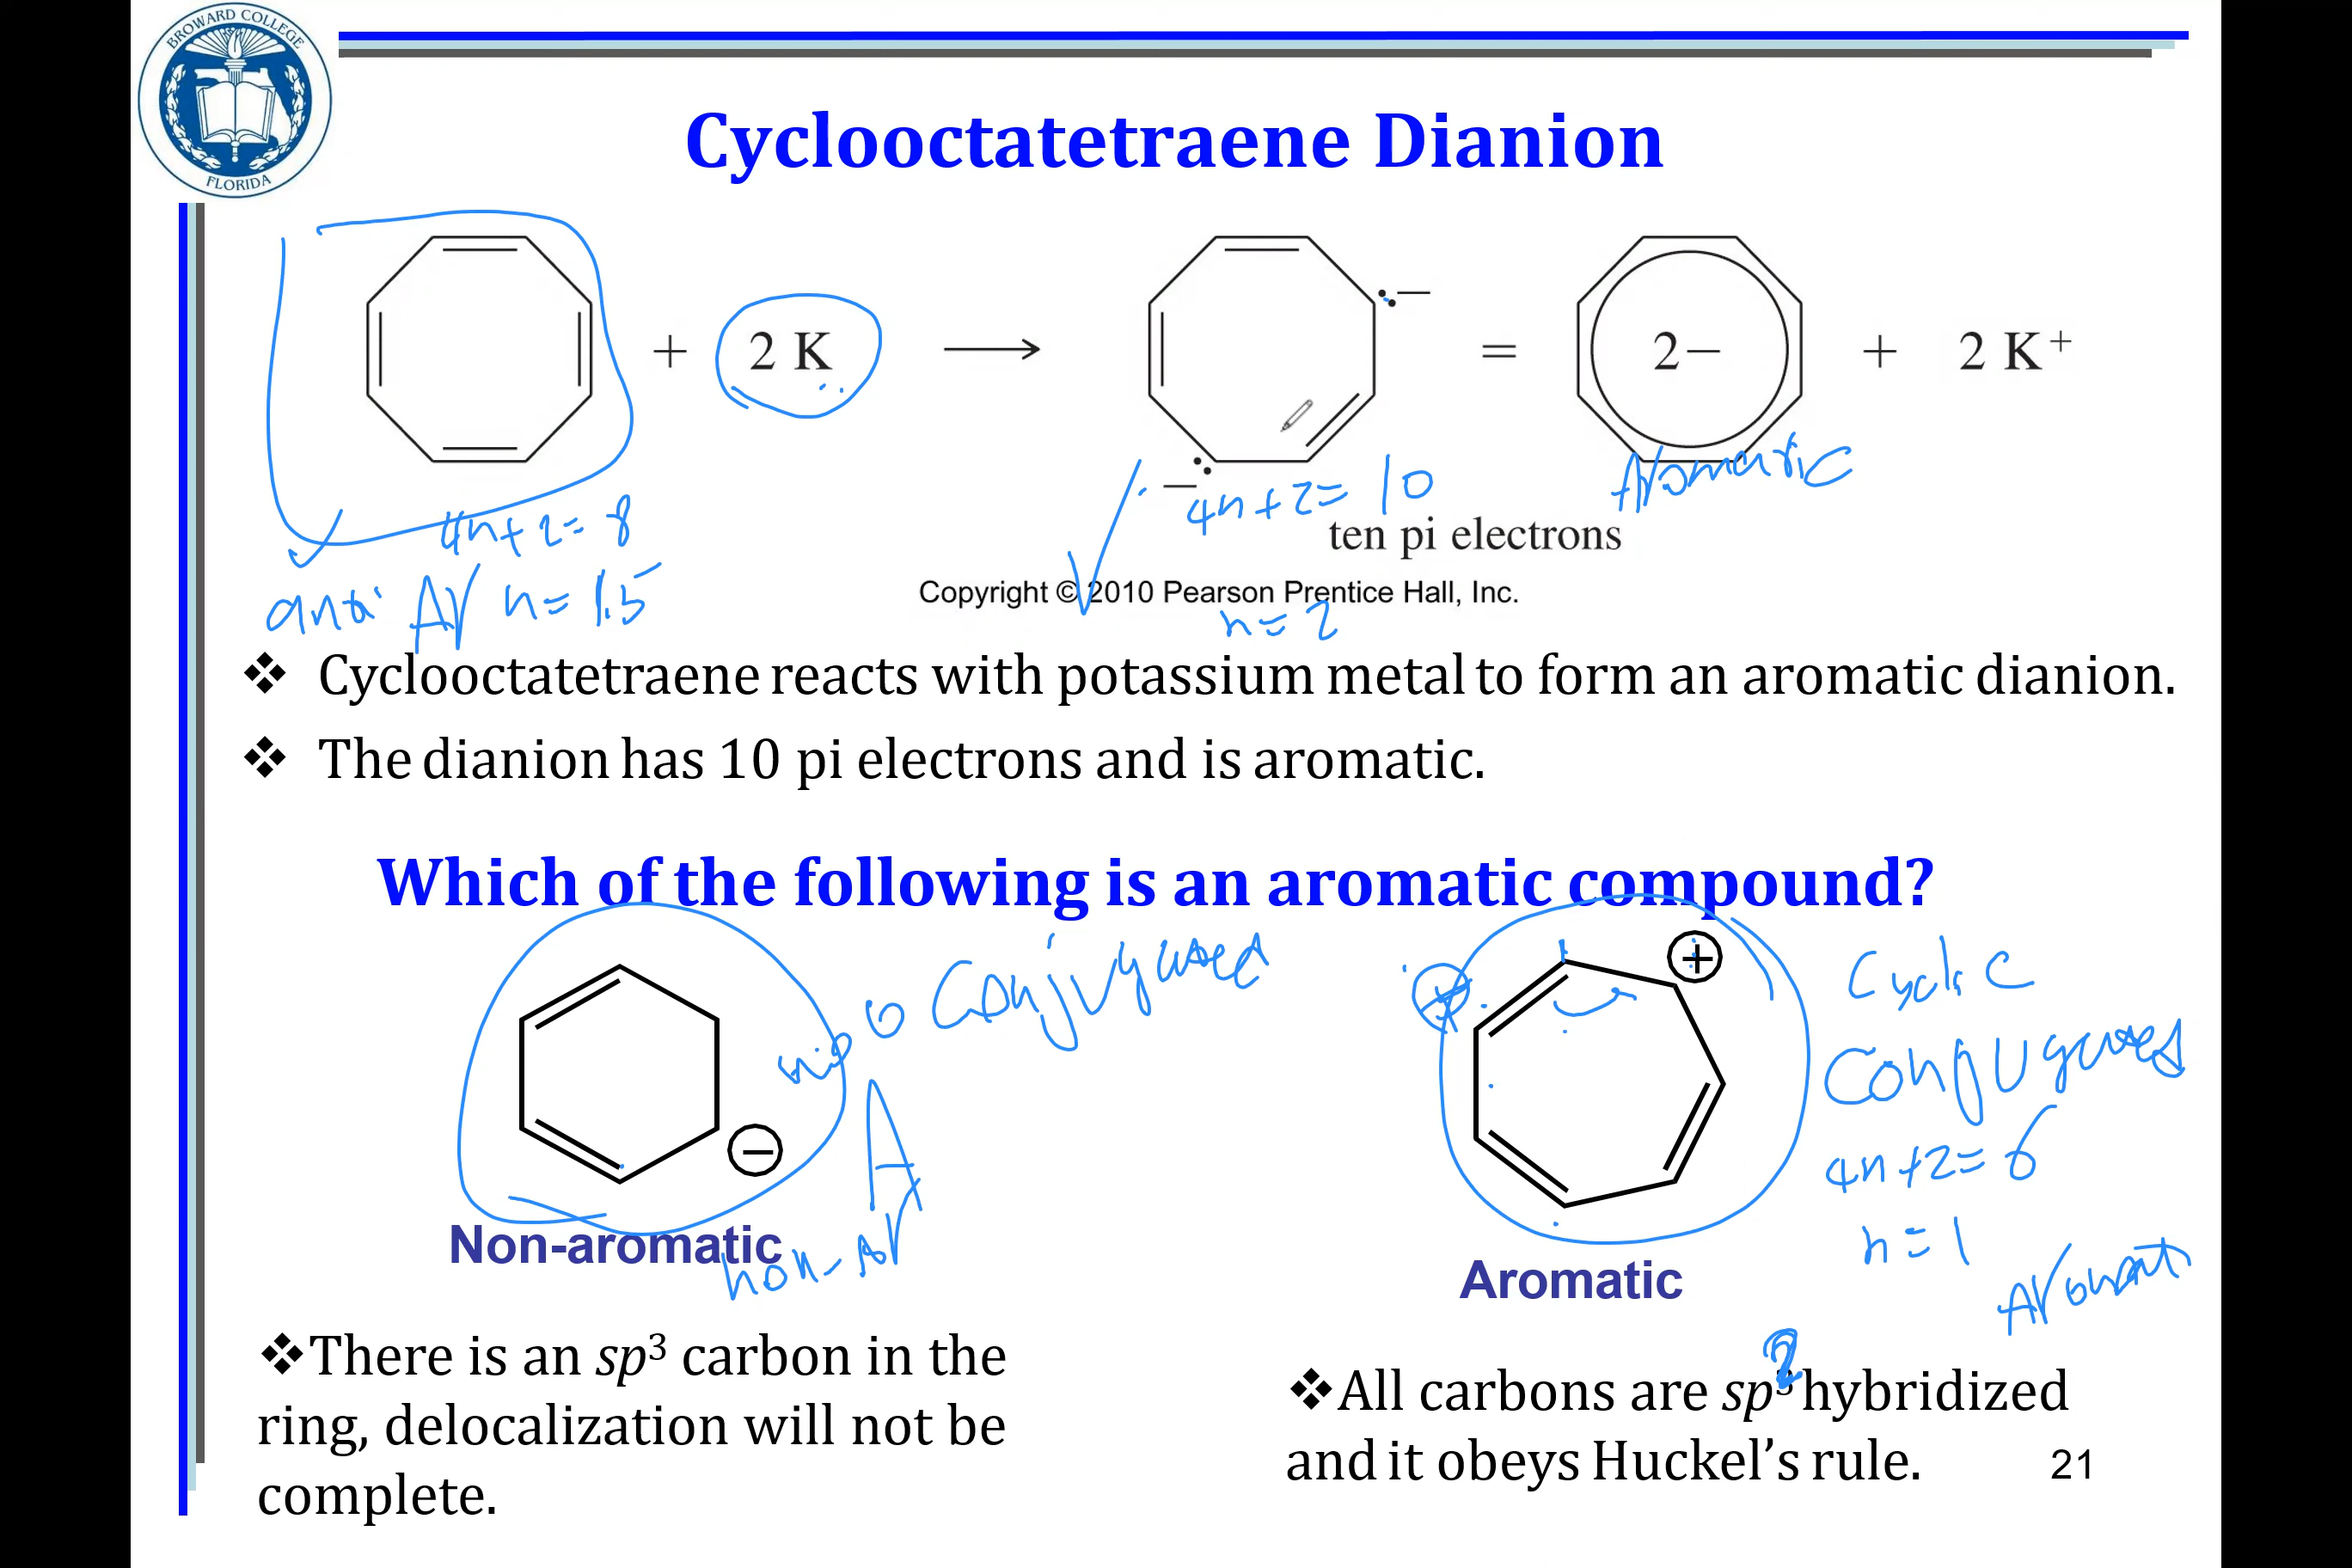 BROWARD COLLEGE
FLORIDA
Cyclooctatetraene Dianion
+ 2 K ⟶ :− −: = 2− + 2 K⁺
4n+2=8
4n+2=10
Aromatic
ten pi electrons
anti Ar n=1.5
Copyright © 2010 Pearson Prentice Hall, Inc.
n=2
❖ Cyclooctatetraene reacts with potassium metal to form an aromatic dianion.
❖ The dianion has 10 pi electrons and is aromatic.
Which of the following is an aromatic compound?
Conjugated
+
Cyclic
Conjugated
−
4n+2=6
n=1
Non-aromatic
non-Ar
Aromatic
Aromati
❖There is an sp³ carbon in the
ring, delocalization will not be
complete.
❖All carbons are sp2 hybridized
and it obeys Huckel’s rule.
21